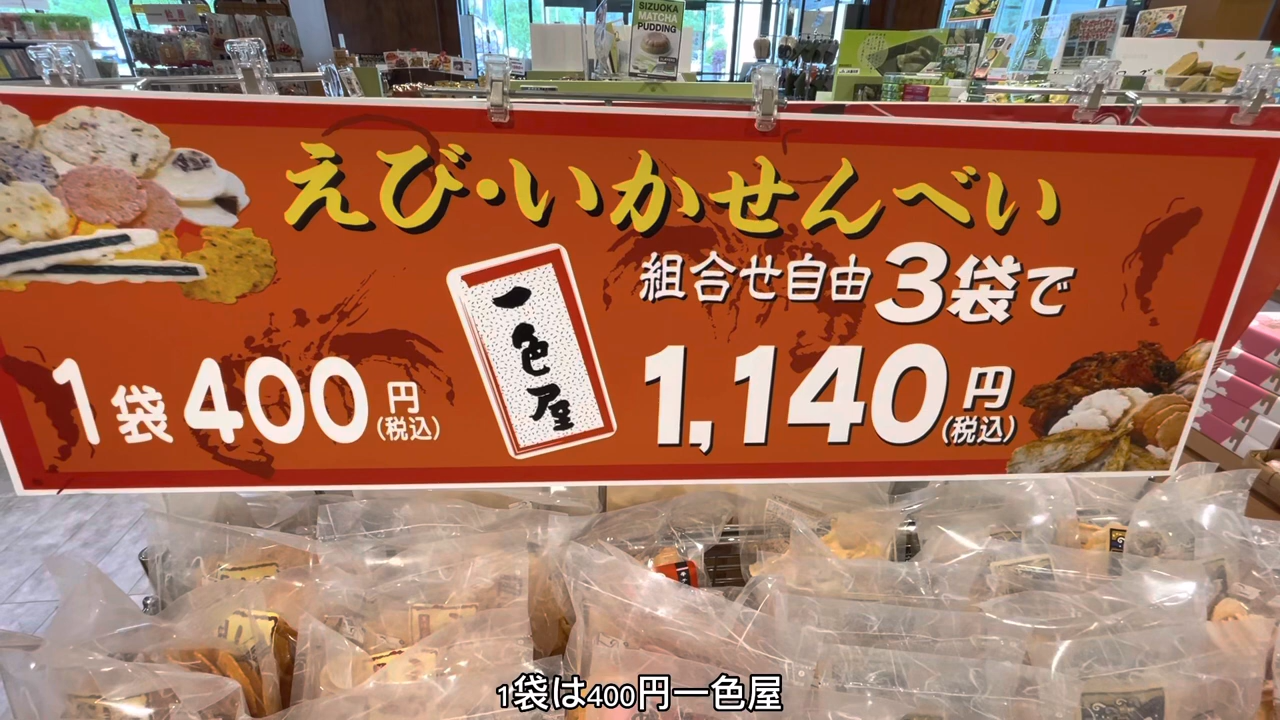 SIZUOKA
MATCHA
PUDDING
えび・いかせんべい
組合せ自由3袋で
一色屋
1袋400円
(税込)
1,140円
(税込)
1袋は400円一色屋